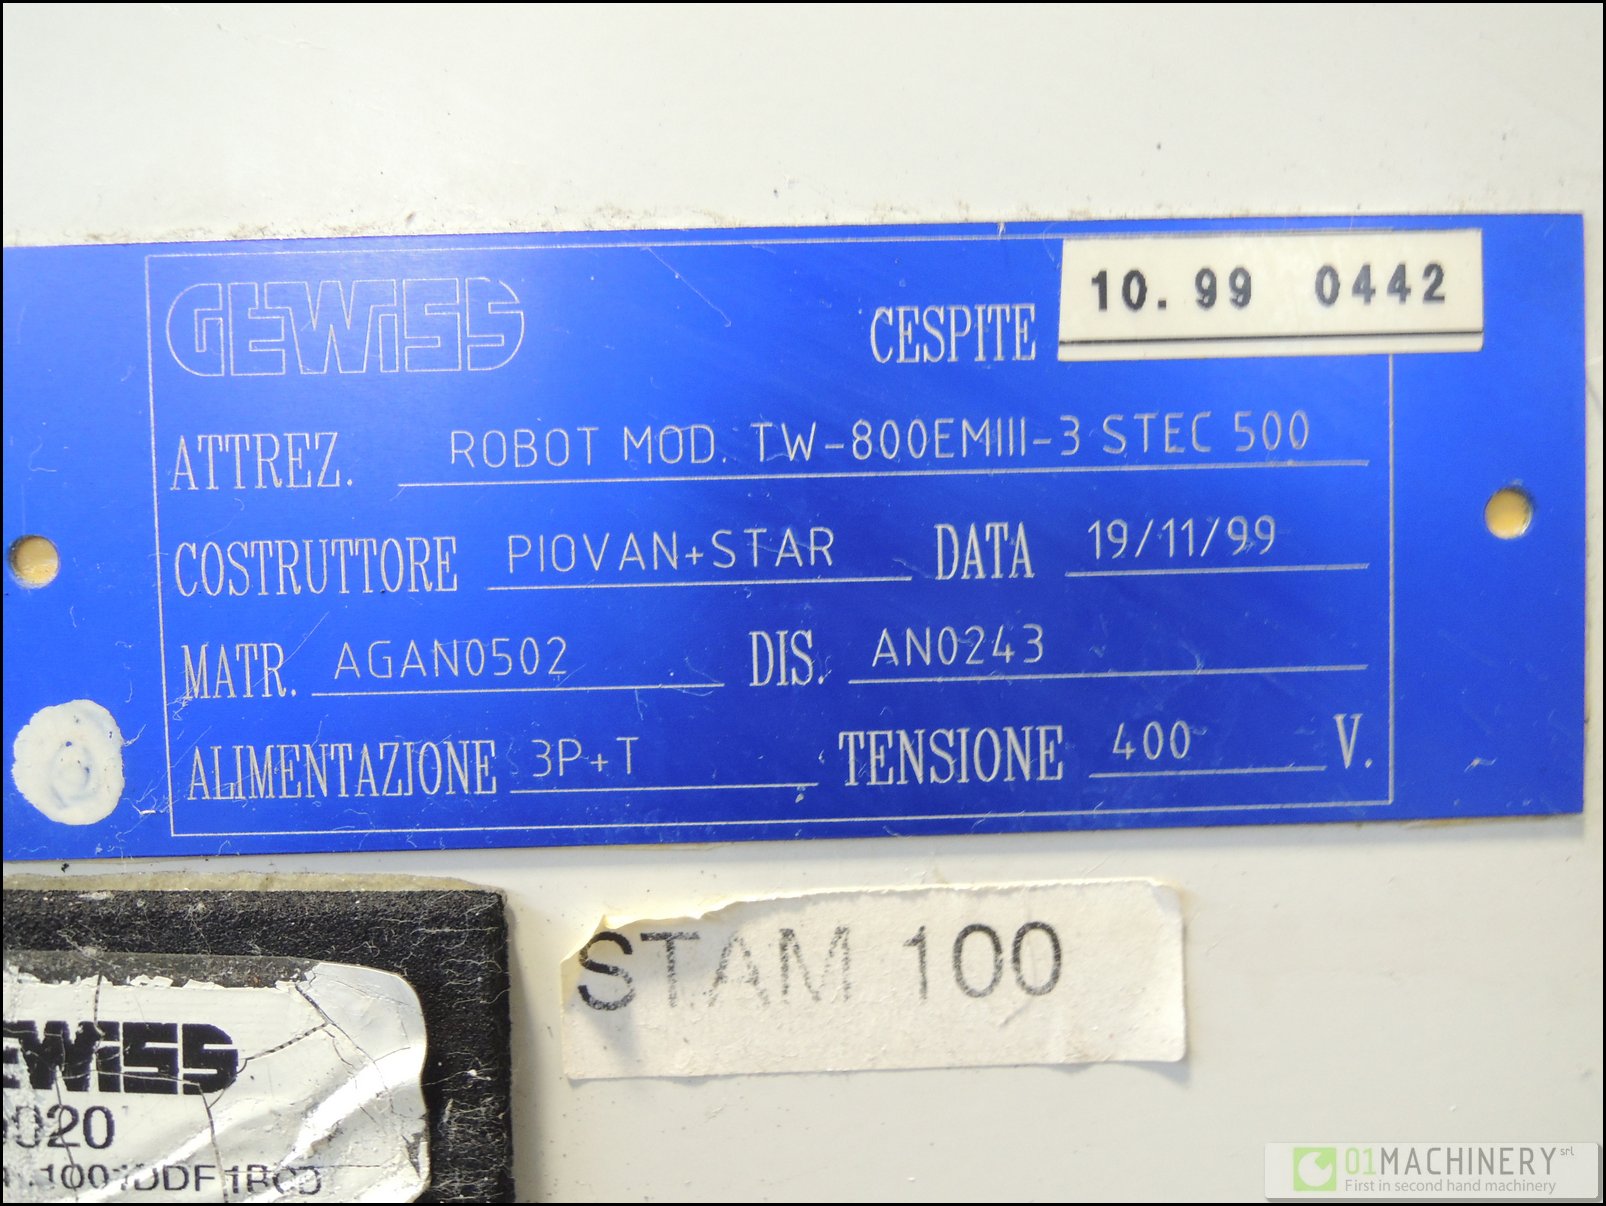 GEWISS
CESPITE 10.99 0442
ATTREZ. ROBOT MOD. TW-800EMIII-3 STEC 500
COSTRUTTORE PIOVAN+STAR DATA 19/11/99
MATR. AGAN0502 DIS. AN0243
ALIMENTAZIONE 3P+T TENSIONE 400 V.
STAM 100
EWISS
020
01MACHINERY srl
First in second hand machinery